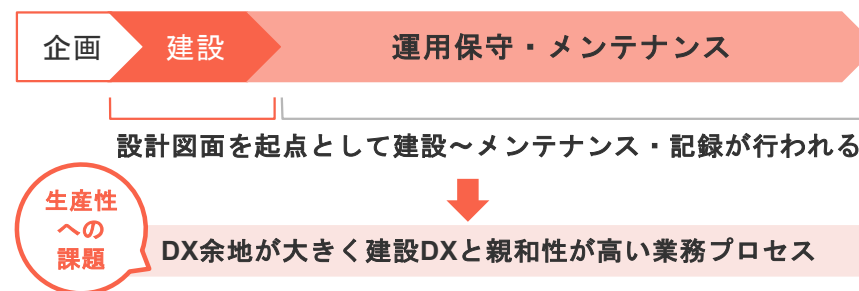 企画
建設
運用保守・メンテナンス
設計図面を起点として建設～メンテナンス・記録が行われる
生産性
への
課題
DX余地が大きく建設DXと親和性が高い業務プロセス